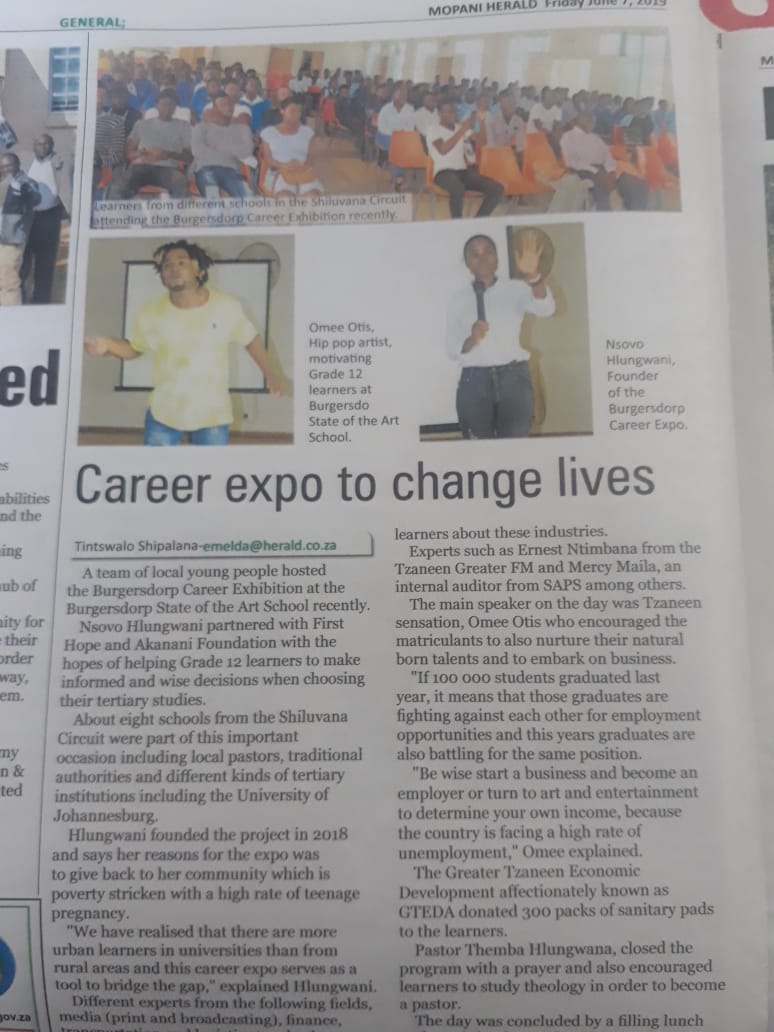 GENERAL;
MOPANI HERALD Friday June 7, 2019
Learners from different schools in the Shiluvana Circuit
attending the Burgersdorp Career Exhibition recently.
Omee Otis,
Hip pop artist,
motivating
Grade 12
learners at
Burgersdo
State of the Art
School.
Nsovo
Hlungwani,
Founder
of the
Burgersdorp
Career Expo.
ed
Career expo to change lives
Tintswalo Shipalana-emelda@herald.co.za
A team of local young people hosted
the Burgersdorp Career Exhibition at the
Burgersdorp State of the Art School recently.
Nsovo Hlungwani partnered with First
Hope and Akanani Foundation with the
hopes of helping Grade 12 learners to make
informed and wise decisions when choosing
their tertiary studies.
About eight schools from the Shiluvana
Circuit were part of this important
occasion including local pastors, traditional
authorities and different kinds of tertiary
institutions including the University of
Johannesburg.
Hlungwani founded the project in 2018
and says her reasons for the expo was
to give back to her community which is
poverty stricken with a high rate of teenage
pregnancy.
"We have realised that there are more
urban learners in universities than from
rural areas and this career expo serves as a
tool to bridge the gap," explained Hlungwani.
Different experts from the following fields,
media (print and broadcasting), finance,
learners about these industries.
Experts such as Ernest Ntimbana from the
Tzaneen Greater FM and Mercy Maila, an
internal auditor from SAPS among others.
The main speaker on the day was Tzaneen
sensation, Omee Otis who encouraged the
matriculants to also nurture their natural
born talents and to embark on business.
"If 100 000 students graduated last
year, it means that those graduates are
fighting against each other for employment
opportunities and this years graduates are
also battling for the same position.
"Be wise start a business and become an
employer or turn to art and entertainment
to determine your own income, because
the country is facing a high rate of
unemployment," Omee explained.
The Greater Tzaneen Economic
Development affectionately known as
GTEDA donated 300 packs of sanitary pads
to the learners.
Pastor Themba Hlungwana, closed the
program with a prayer and also encouraged
learners to study theology in order to become
a pastor.
The day was concluded by a filling lunch
es
abilities
nd the
ing
ub of
ity for
their
order
way,
em.
my
n &
ted
gov.za
M